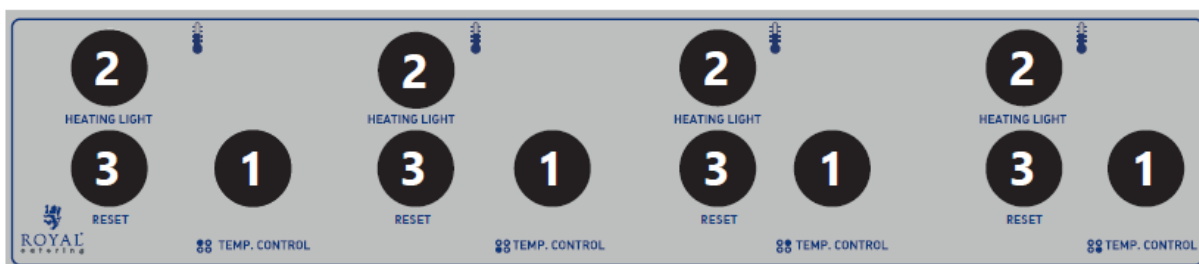 2 2 2 2
HEATING LIGHT HEATING LIGHT HEATING LIGHT HEATING LIGHT
3 1 3 1 3 1 3 1
RESET RESET RESET RESET
ROYAL
catering
TEMP. CONTROL TEMP. CONTROL TEMP. CONTROL TEMP. CONTROL